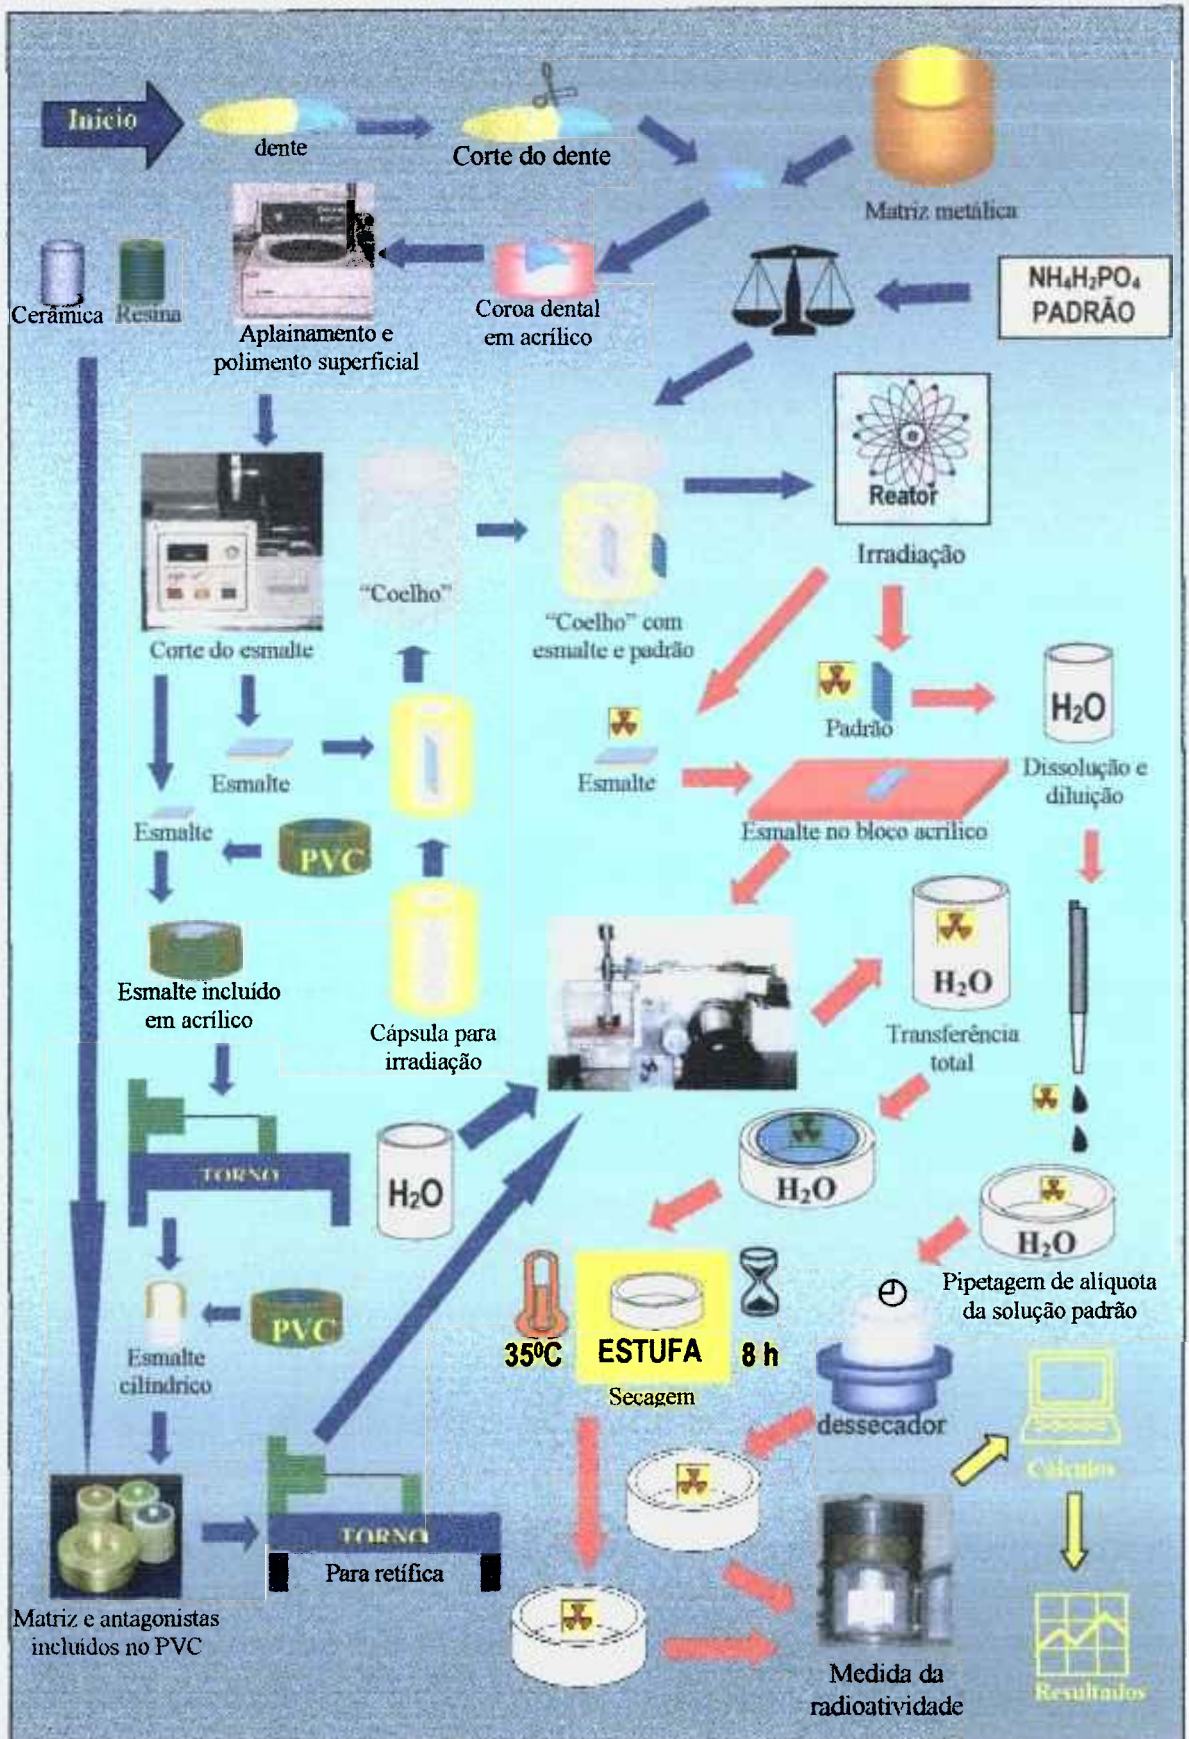 Inicio
dente
Corte do dente
Matriz metálica
Cerâmica
Resina
Aplainamento e
polimento superficial
Coroa dental
em acrílico
NH₄H₂PO₄
PADRÃO
Reator
Irradiação
Corte do esmalte
“Coelho”
“Coelho” com
esmalte e padrão
Padrão
H₂O
Dissolução e
diluição
Esmalte
Esmalte
Esmalte
PVC
Esmalte no bloco acrílico
Esmalte incluído
em acrílico
Cápsula para
irradiação
H₂O
Transferência
total
TORNO
H₂O
H₂O
H₂O
Pipetagem de alíquota
da solução padrão
Esmalte
cilíndrico
PVC
35⁰C
ESTUFA
8 h
Secagem
dessecador
Cálculos
TORNO
Para retífica
Matriz e antagonistas
incluídos no PVC
Medida da
radioatividade
Resultados